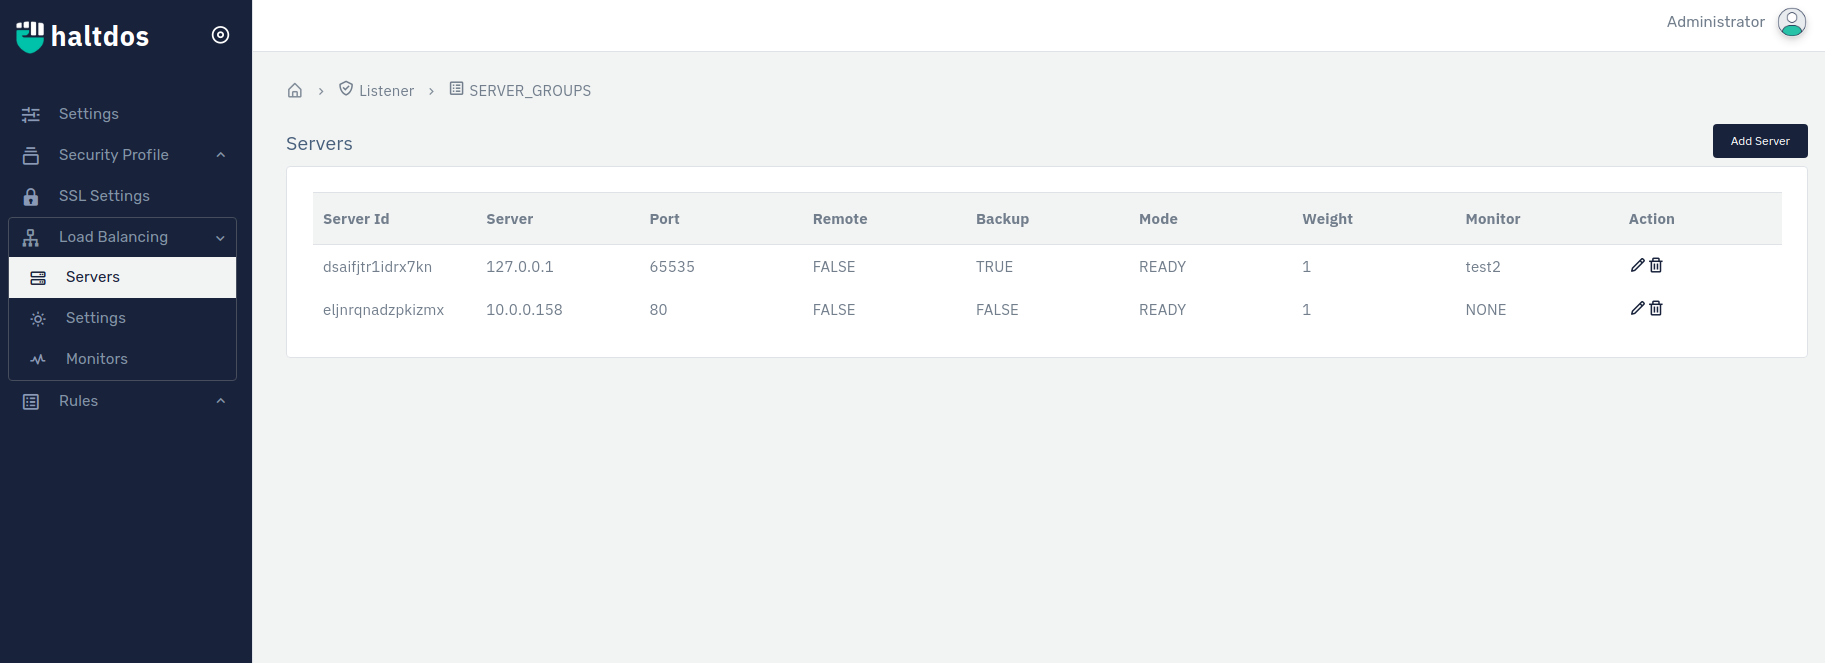 haltdos
Administrator
Settings
Security Profile
SSL Settings
Load Balancing
Servers
Settings
Monitors
Rules
Listener SERVER_GROUPS
Servers
Add Server
Server Id Server Port Remote Backup Mode Weight Monitor Action
dsaifjtr1idrx7kn 127.0.0.1 65535 FALSE TRUE READY 1 test2
eljnrqnadzpkizmx 10.0.0.158 80 FALSE FALSE READY 1 NONE